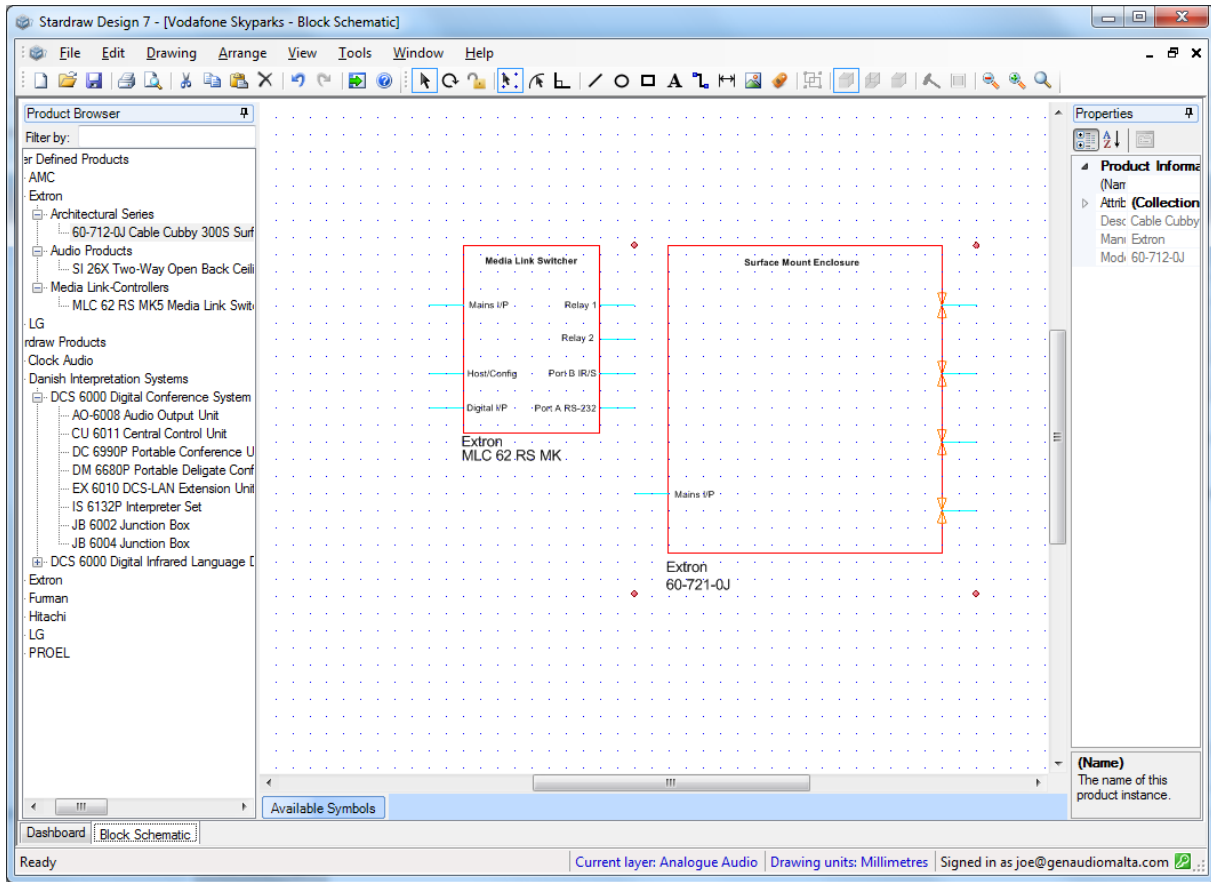 Stardraw Design 7 - [Vodafone Skyparks - Block Schematic]
File Edit Drawing Arrange View Tools Window Help
Product Browser
Filter by:
er Defined Products
AMC
Extron
Architectural Series
60-712-0J Cable Cubby 300S Surf
Audio Products
SI 26X Two-Way Open Back Ceili
Media Link-Controllers
MLC 62 RS MK5 Media Link Swit
LG
rdraw Products
Clock Audio
Danish Interpretation Systems
DCS 6000 Digital Conference System
AO-6008 Audio Output Unit
CU 6011 Central Control Unit
DC 6990P Portable Conference U
DM 6680P Portable Deligate Conf
EX 6010 DCS-LAN Extension Unit
IS 6132P Interpreter Set
JB 6002 Junction Box
JB 6004 Junction Box
DCS 6000 Digital Infrared Language D
Extron
Furman
Hitachi
LG
PROEL
Media Link Switcher
Mains I/P Relay 1
Relay 2
Host/Config Port B IR/S
Digital I/P Port A RS-232
Extron
MLC 62 RS MK
Surface Mount Enclosure
Mains I/P
Extron
60-721-0J
Available Symbols
Properties
Product Informa
(Nam
Attrib (Collection
Desc Cable Cubby
Manu Extron
Mode 60-712-0J
(Name)
The name of this
product instance.
Dashboard Block Schematic
Ready Current layer: Analogue Audio Drawing units: Millimetres Signed in as joe@genaudiomalta.com